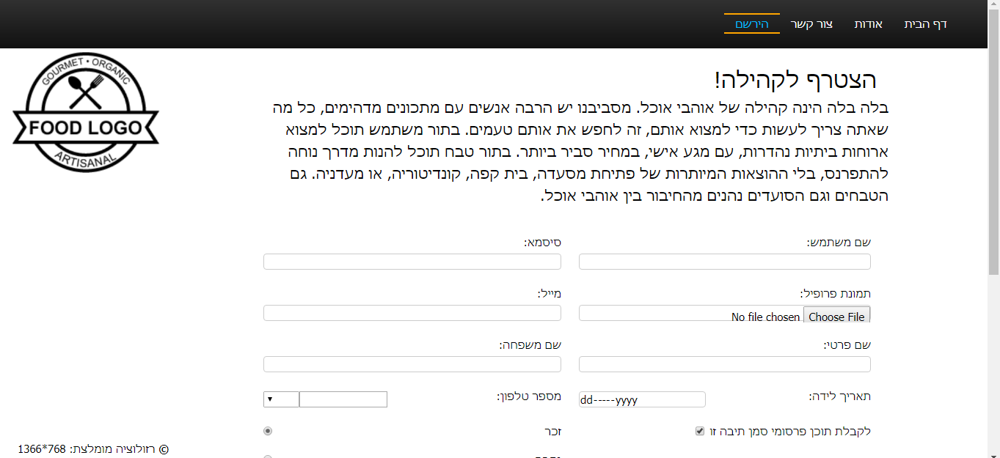 דף הבית
אודות
צור קשר
הירשם
GOURMET • ORGANIC
FOOD LOGO
ARTISANAL
הצטרף לקהילה!
בלה בלה הינה קהילה של אוהבי אוכל. מסביבנו יש הרבה אנשים עם מתכונים מדהימים, כל מה
שאתה צריך לעשות כדי למצוא אותם, זה לחפש את אותם טעמים. בתור משתמש תוכל למצוא
ארוחות ביתיות נהדרות, עם מגע אישי, במחיר סביר ביותר. בתור טבח תוכל להנות מדרך נוחה
להתפרנס, בלי ההוצאות המיותרות של פתיחת מסעדה, בית קפה, קונדיטוריה, או מעדניה. גם
הטבחים וגם הסועדים נהנים מהחיבור בין אוהבי אוכל.
שם משתמש:
סיסמא:
תמונת פרופיל:
Choose File No file chosen
מייל:
שם פרטי:
שם משפחה:
תאריך לידה:
dd-----yyyy
מספר טלפון:
לקבלת תוכן פרסומי סמן תיבה זו
זכר
© רזולוציה מומלצת: 768*1366